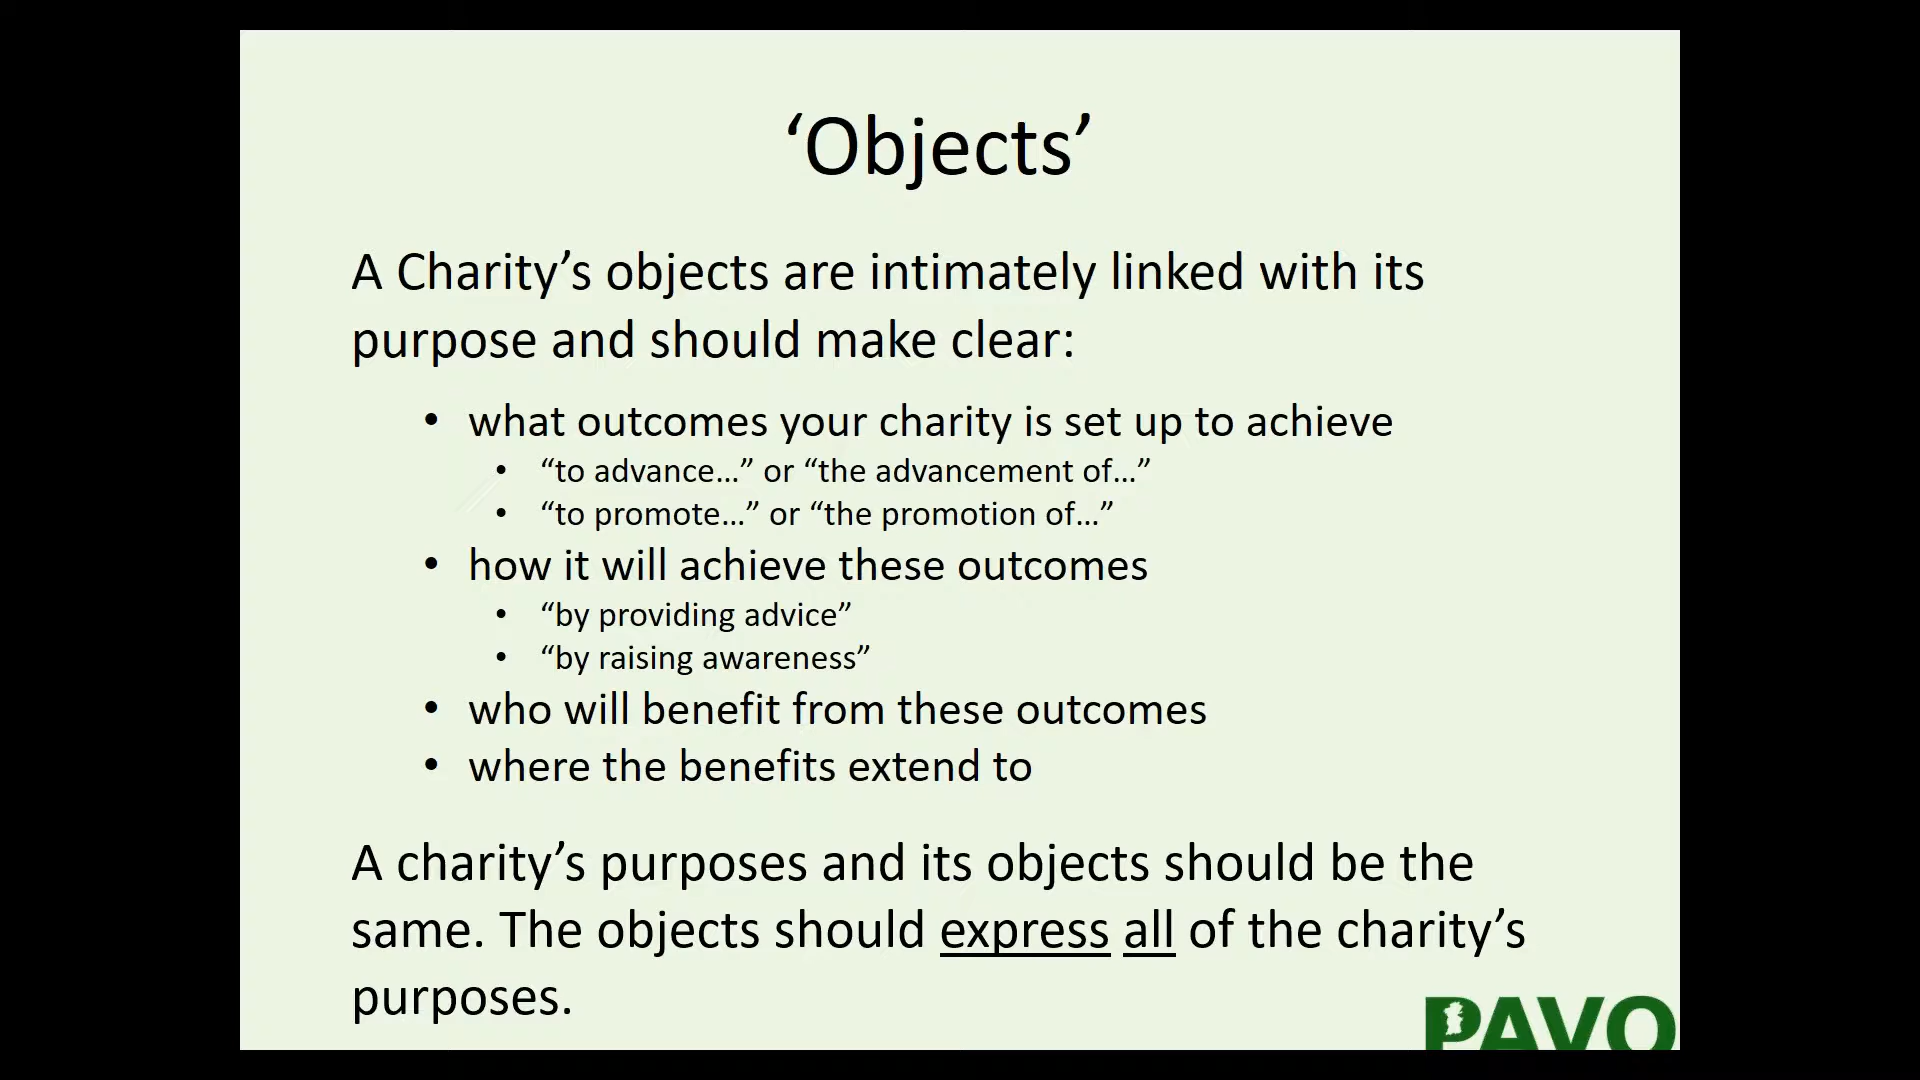 ‘Objects’
A Charity’s objects are intimately linked with its
purpose and should make clear:
• what outcomes your charity is set up to achieve
• “to advance…” or “the advancement of…”
• “to promote…” or “the promotion of…”
• how it will achieve these outcomes
• “by providing advice”
• “by raising awareness”
• who will benefit from these outcomes
• where the benefits extend to
A charity’s purposes and its objects should be the
same. The objects should express all of the charity’s
purposes.
PAVO